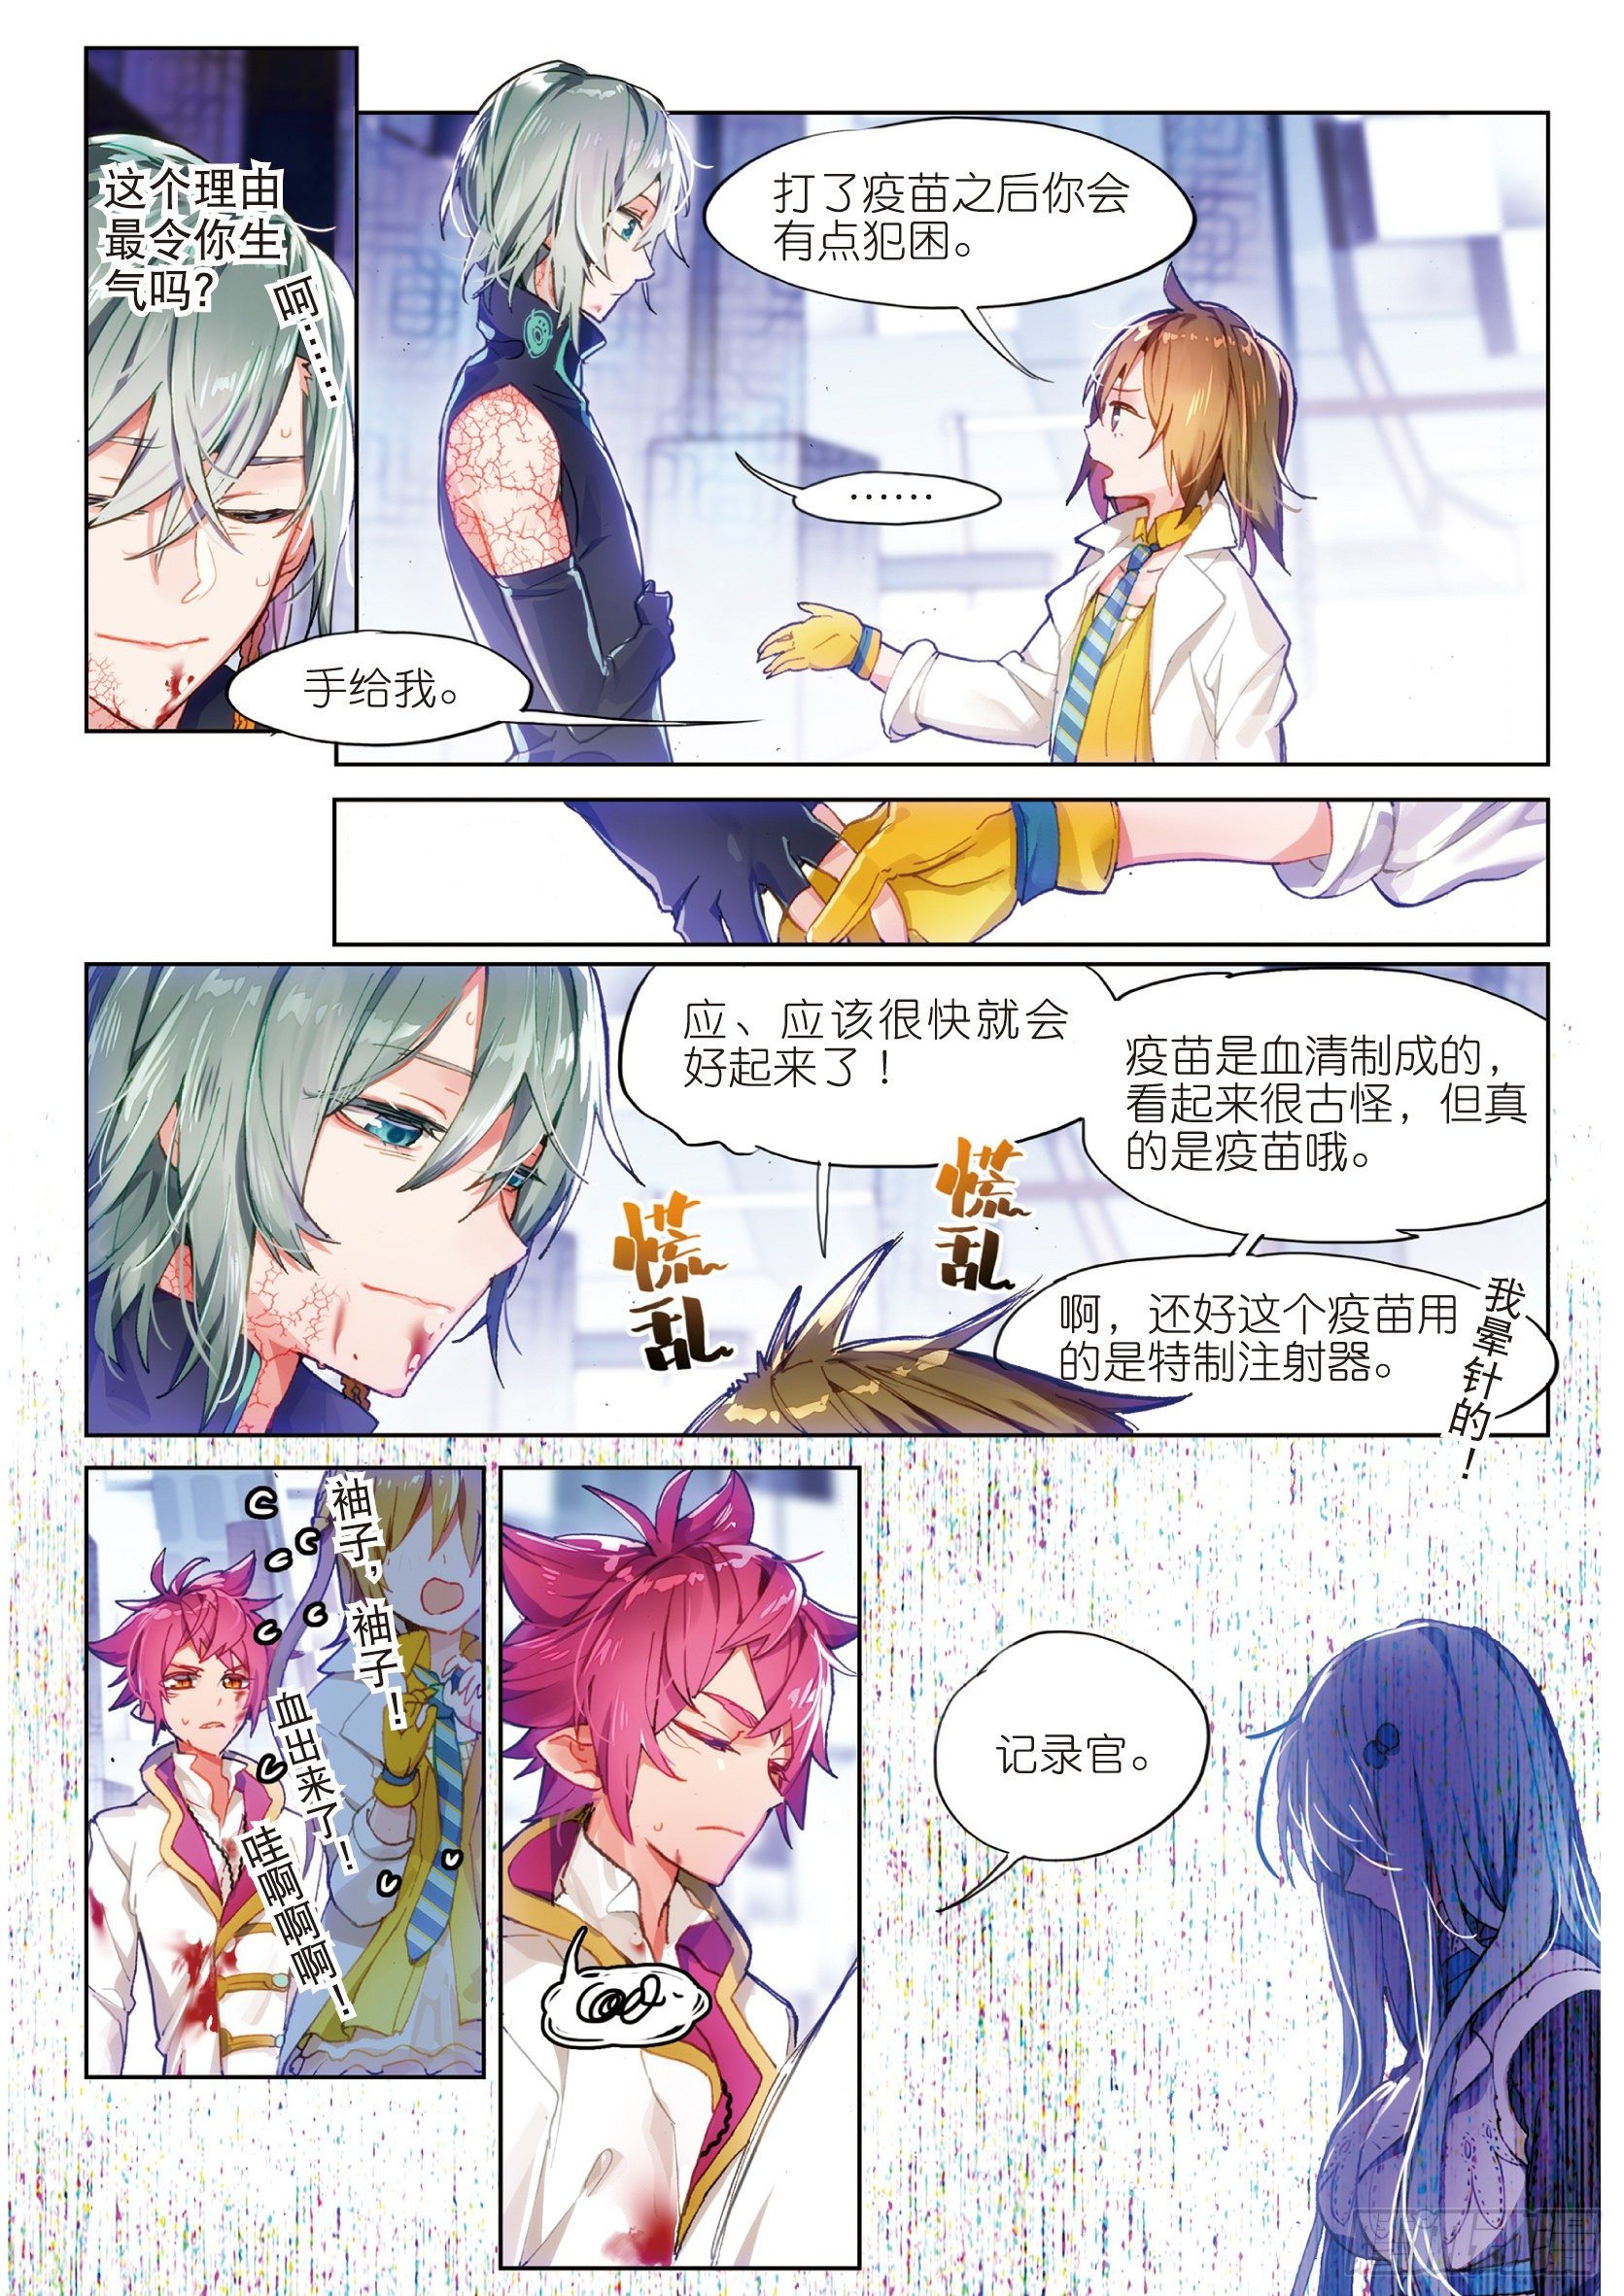 这个理由
最令你生
气吗？
呵……
打了疫苗之后你会
有点犯困。
……
手给我。
应、应该很快就会
好起来了！
疫苗是血清制成的，
看起来很古怪，但真
的是疫苗哦。
慌乱
慌乱
啊，还好这个疫苗用
的是特制注射器。
我晕针的！
袖子，袖子！
血出来了！
哇啊啊啊！
记录官。